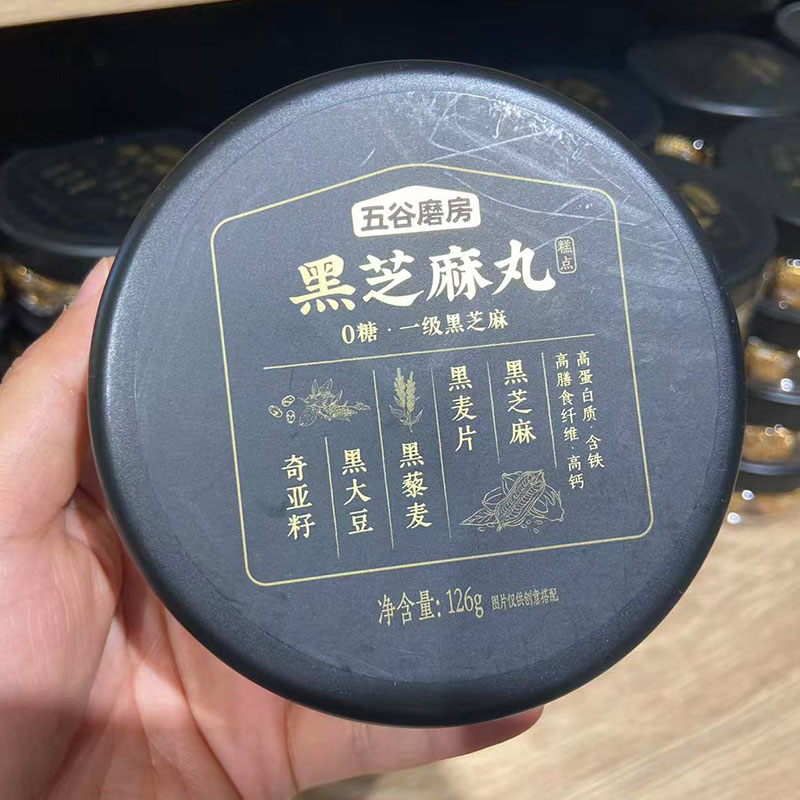 五谷磨房
黑芝麻丸
糕点
0糖·一级黑芝麻
高蛋白质·含铁
高膳食纤维·高钙
黑芝麻
黑麦片
黑藜麦
黑大豆
奇亚籽
净含量:126g 图片仅供创意搭配